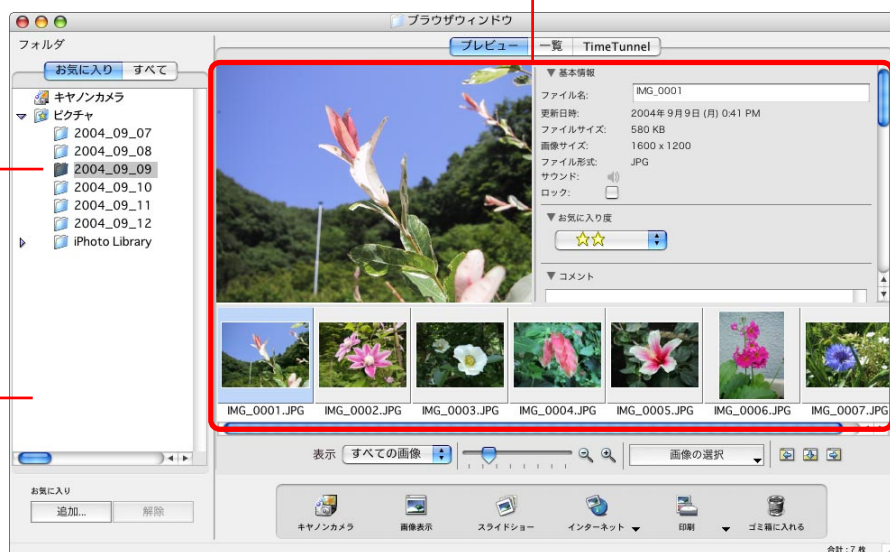 ブラウザウィンドウ
フォルダ
プレビュー 一覧 TimeTunnel
お気に入り すべて
キヤノンカメラ
ピクチャ
2004_09_07
2004_09_08
2004_09_09
2004_09_10
2004_09_11
2004_09_12
iPhoto Library
▼ 基本情報
ファイル名: IMG_0001
更新日時: 2004年 9月9日 (月) 0:41 PM
ファイルサイズ: 580 KB
画像サイズ: 1600 x 1200
ファイル形式: JPG
サウンド:
ロック:
▼ お気に入り度
▼ コメント
IMG_0001.JPG IMG_0002.JPG IMG_0003.JPG IMG_0004.JPG IMG_0005.JPG IMG_0006.JPG IMG_0007.JPG
表示 すべての画像 画像の選択
お気に入り
追加... 解除
キヤノンカメラ 画像表示 スライドショー インターネット 印刷 ゴミ箱に入れる
合計 : 7 枚